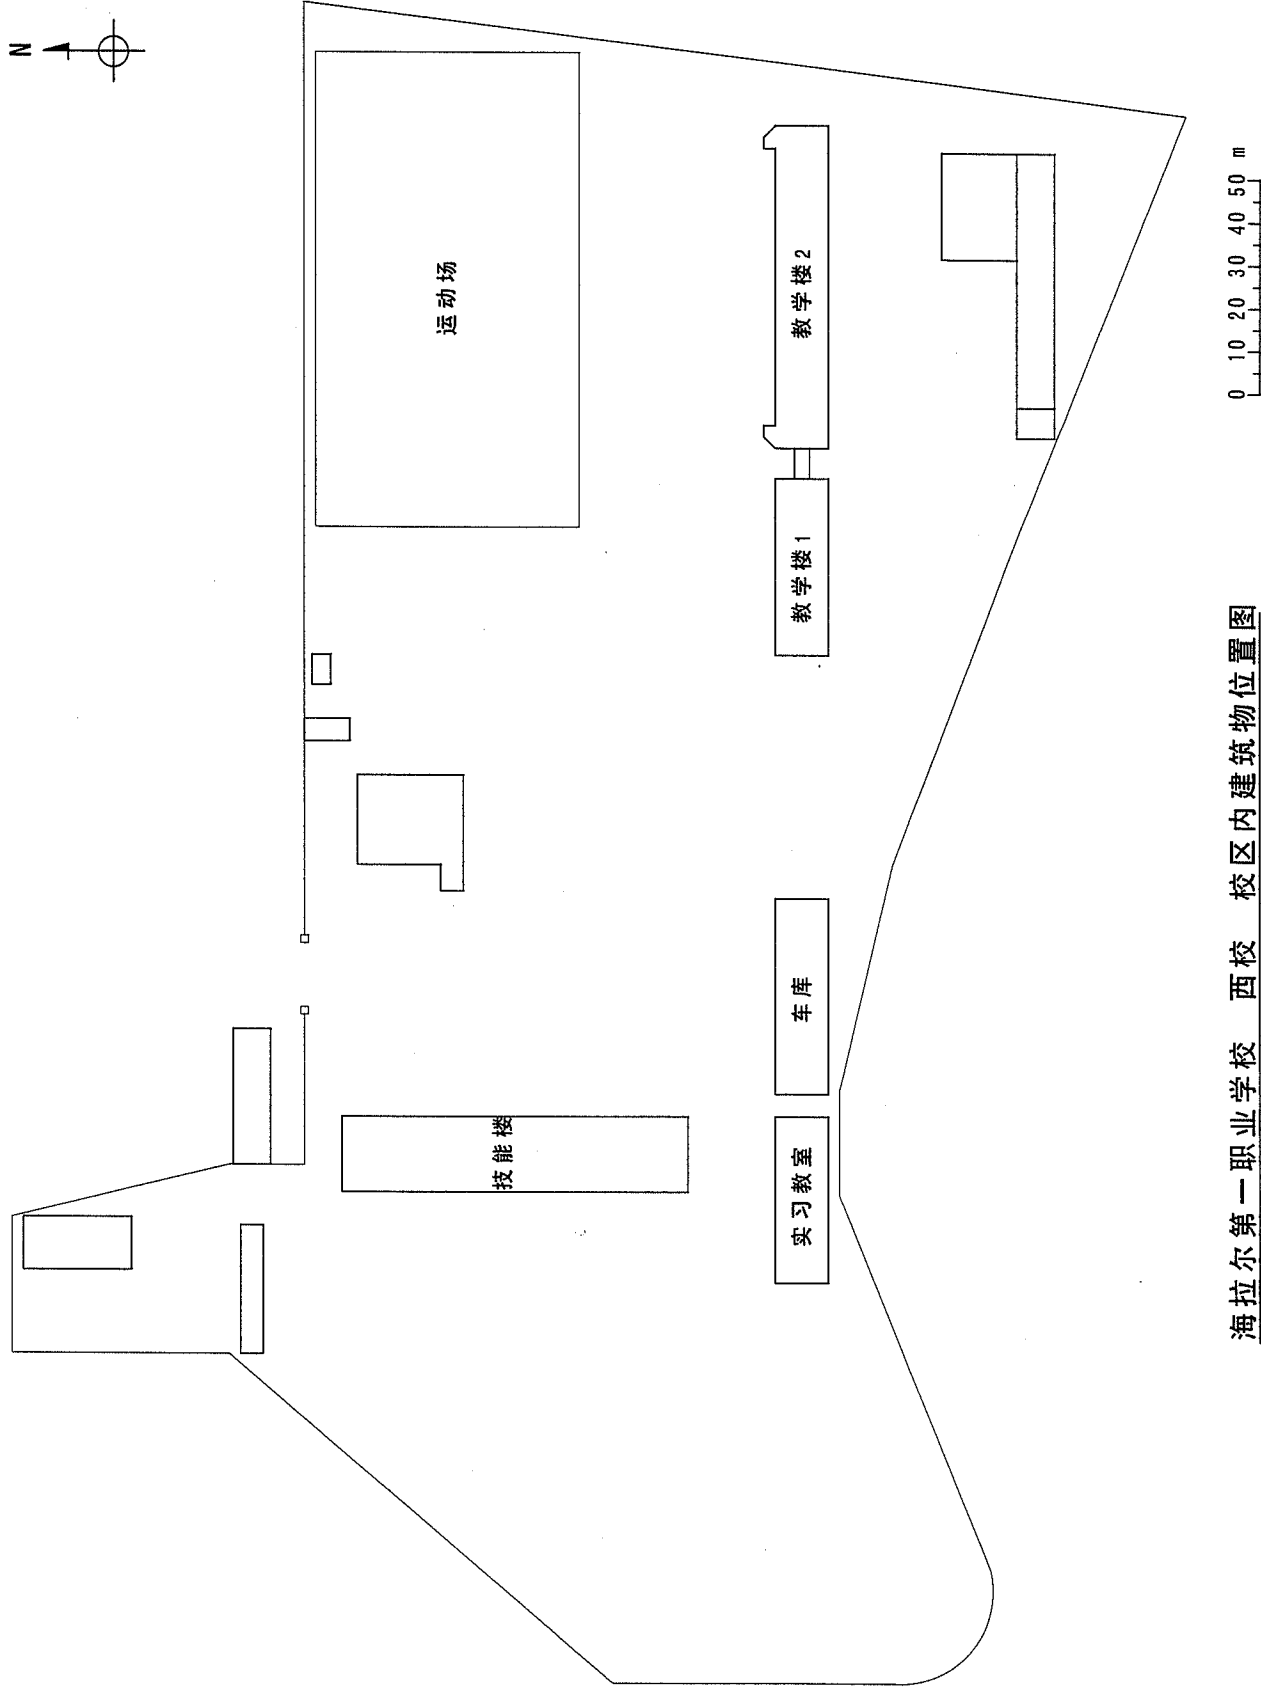 N
运动场
教学楼2
教学楼1
车库
技能楼
实习教室
0 10 20 30 40 50 m
海拉尔第一职业学校 西校 校区内建筑物位置图